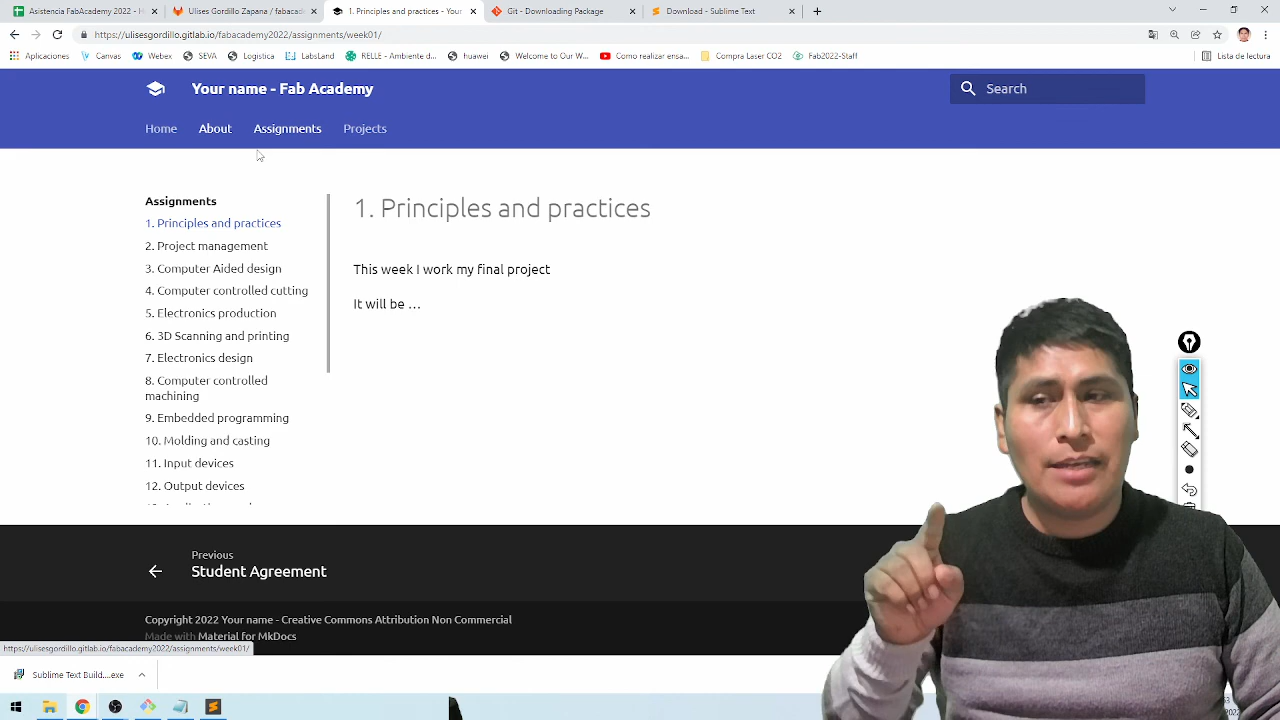 Asistencia FabAcademy 2022 - H
Ulises Gordillo Zapana / fabacad
1. Principles and practices - Your
Git - Downloading Package
Download - Sublime Text
https://ulisesgordillo.gitlab.io/fabacademy2022/assignments/week01/
Aplicaciones
Canvas
Webex
SEVA
Logistica
Labsland
RELLE - Ambiente d...
huawei
Welcome to Our W...
Como realizar ensa...
Compra Laser CO2
Fab2022-Staff
Lista de lectura
Your name - Fab Academy
Search
Home
About
Assignments
Projects
Assignments
1. Principles and practices
2. Project management
3. Computer Aided design
4. Computer controlled cutting
5. Electronics production
6. 3D Scanning and printing
7. Electronics design
8. Computer controlled
machining
9. Embedded programming
10. Molding and casting
11. Input devices
12. Output devices
1. Principles and practices
This week I work my final project
It will be …
Previous
Student Agreement
Copyright 2022 Your name - Creative Commons Attribution Non Commercial
Made with Material for MkDocs
https://ulisesgordillo.gitlab.io/fabacademy2022/assignments/week01/
Sublime Text Build....exe